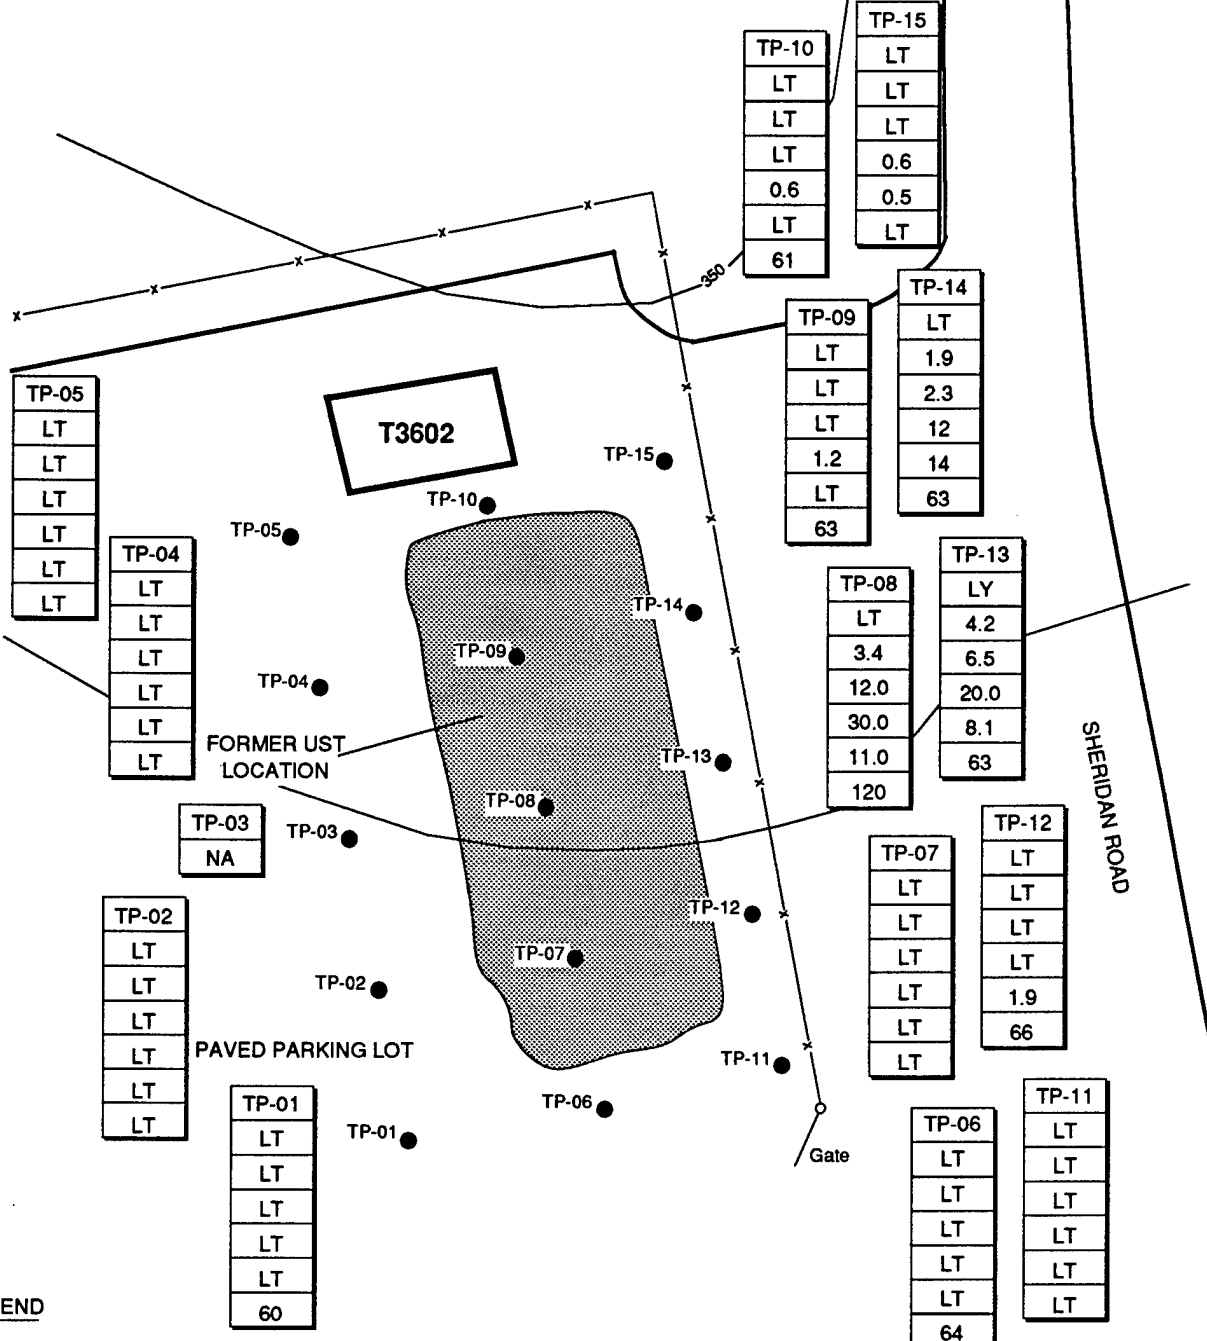 TP-15
LT
LT
LT
0.6
0.5
LT
TP-10
LT
LT
LT
0.6
LT
61
350
TP-14
LT
1.9
2.3
12
14
63
TP-09
LT
LT
LT
1.2
LT
63
TP-05
LT
LT
LT
LT
LT
LT
T3602
TP-15
TP-10
TP-05
TP-04
LT
LT
LT
LT
LT
LT
TP-13
LY
4.2
6.5
20.0
8.1
63
TP-08
LT
3.4
12.0
30.0
11.0
120
TP-14
TP-09
TP-04
FORMER UST
LOCATION
TP-13
TP-08
SHERIDAN ROAD
TP-03
NA
TP-03
TP-12
LT
LT
LT
LT
1.9
66
TP-07
LT
LT
LT
LT
LT
LT
TP-02
LT
LT
LT
LT
LT
LT
TP-12
TP-07
TP-02
PAVED PARKING LOT
TP-11
TP-06
TP-01
TP-01
LT
LT
LT
LT
LT
60
Gate
TP-11
LT
LT
LT
LT
LT
LT
TP-06
LT
LT
LT
LT
LT
64
END